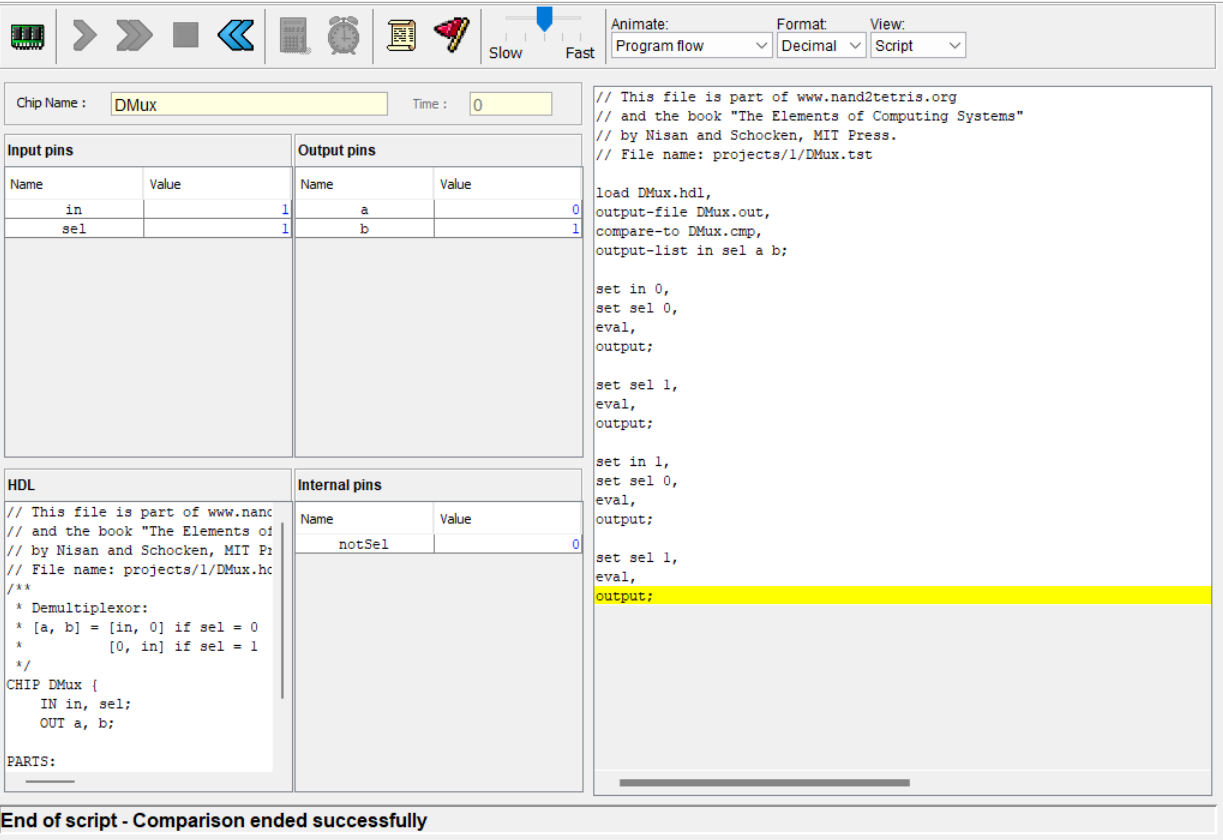 Slow Fast
Animate:
Program flow
Format:
Decimal
View:
Script
Chip Name : DMux Time : 0
Input pins
Name Value
in 1
sel 1
Output pins
Name Value
a 0
b 1
HDL
// This file is part of www.nand
// and the book "The Elements of
// by Nisan and Schocken, MIT Pr
// File name: projects/1/DMux.hd
/**
* Demultiplexor:
* [a, b] = [in, 0] if sel = 0
* [0, in] if sel = 1
*/
CHIP DMux {
IN in, sel;
OUT a, b;
PARTS:
Internal pins
Name Value
notSel 0
// This file is part of www.nand2tetris.org
// and the book "The Elements of Computing Systems"
// by Nisan and Schocken, MIT Press.
// File name: projects/1/DMux.tst
load DMux.hdl,
output-file DMux.out,
compare-to DMux.cmp,
output-list in sel a b;
set in 0,
set sel 0,
eval,
output;
set sel 1,
eval,
output;
set in 1,
set sel 0,
eval,
output;
set sel 1,
eval,
output;
End of script - Comparison ended successfully